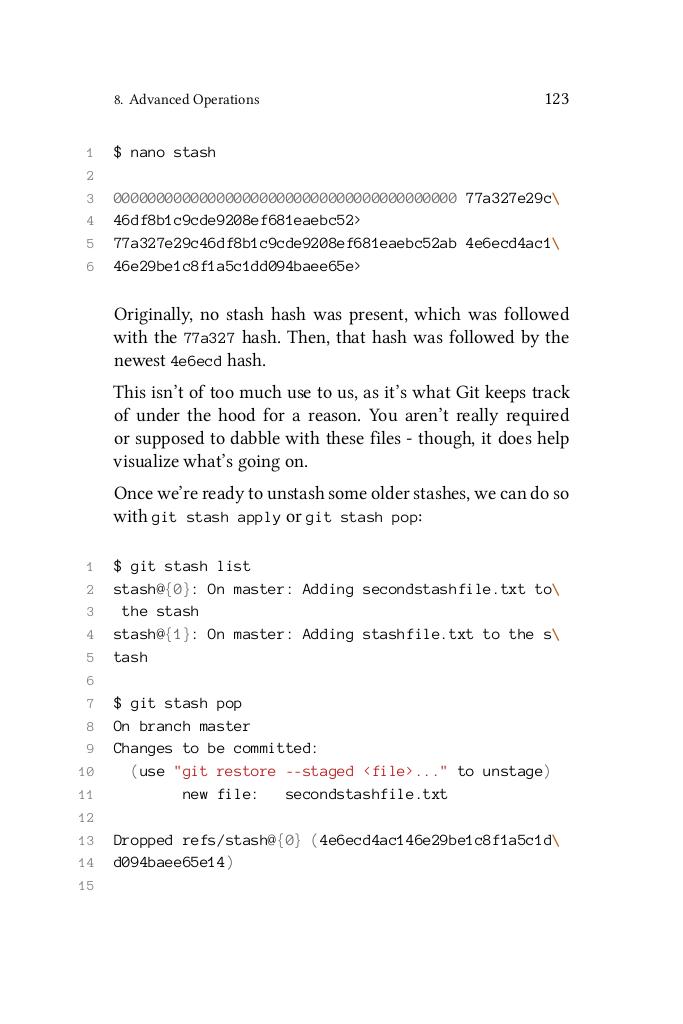 8. Advanced Operations 123
1 $ nano stash
2
3 0000000000000000000000000000000000000000 77a327e29c\
4 46df8b1c9cde9208ef681eaebc52>
5 77a327e29c46df8b1c9cde9208ef681eaebc52ab 4e6ecd4ac1\
6 46e29be1c8f1a5c1dd094baee65e>
Originally, no stash hash was present, which was followed
with the 77a327 hash. Then, that hash was followed by the
newest 4e6ecd hash.
This isn’t of too much use to us, as it’s what Git keeps track
of under the hood for a reason. You aren’t really required
or supposed to dabble with these files - though, it does help
visualize what’s going on.
Once we’re ready to unstash some older stashes, we can do so
with git stash apply or git stash pop:
1 $ git stash list
2 stash@{0}: On master: Adding secondstashfile.txt to\
3  the stash
4 stash@{1}: On master: Adding stashfile.txt to the s\
5 tash
6
7 $ git stash pop
8 On branch master
9 Changes to be committed:
10   (use "git restore --staged <file>..." to unstage)
11         new file:   secondstashfile.txt
12
13 Dropped refs/stash@{0} (4e6ecd4ac146e29be1c8f1a5c1d\
14 d094baee65e14)
15